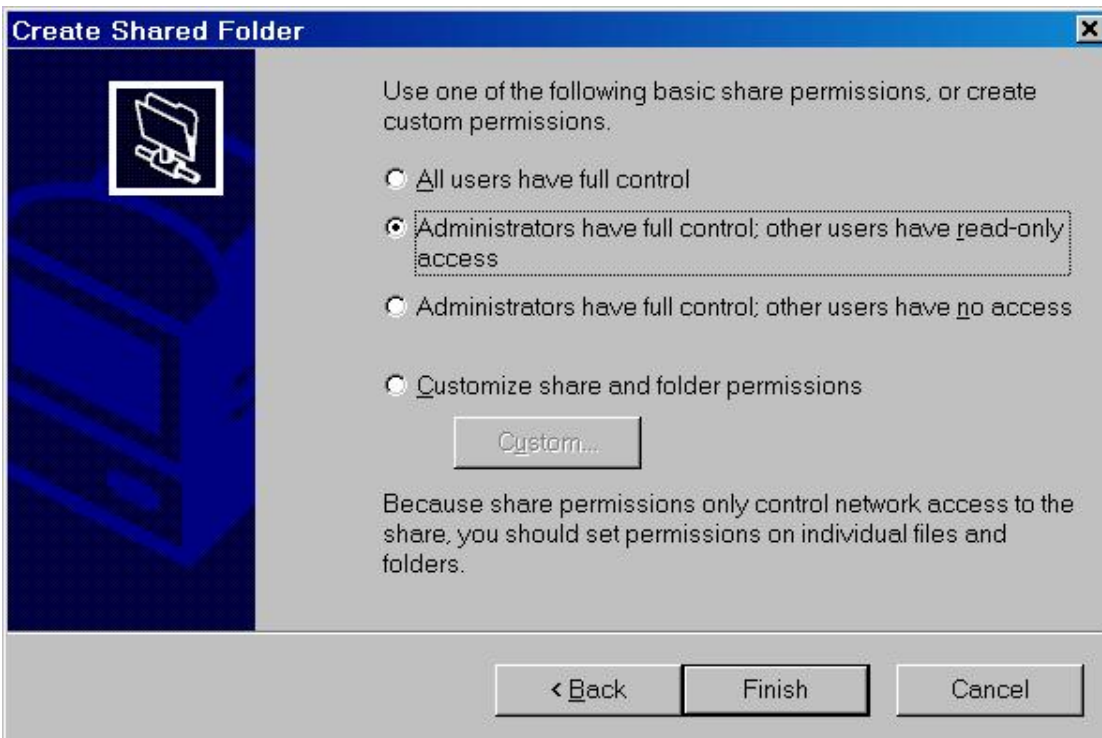 Create Shared Folder
Use one of the following basic share permissions, or create
custom permissions.
All users have full control
Administrators have full control; other users have read-only
access
Administrators have full control; other users have no access
Customize share and folder permissions
Custom...
Because share permissions only control network access to the
share, you should set permissions on individual files and
folders.
< Back
Finish
Cancel